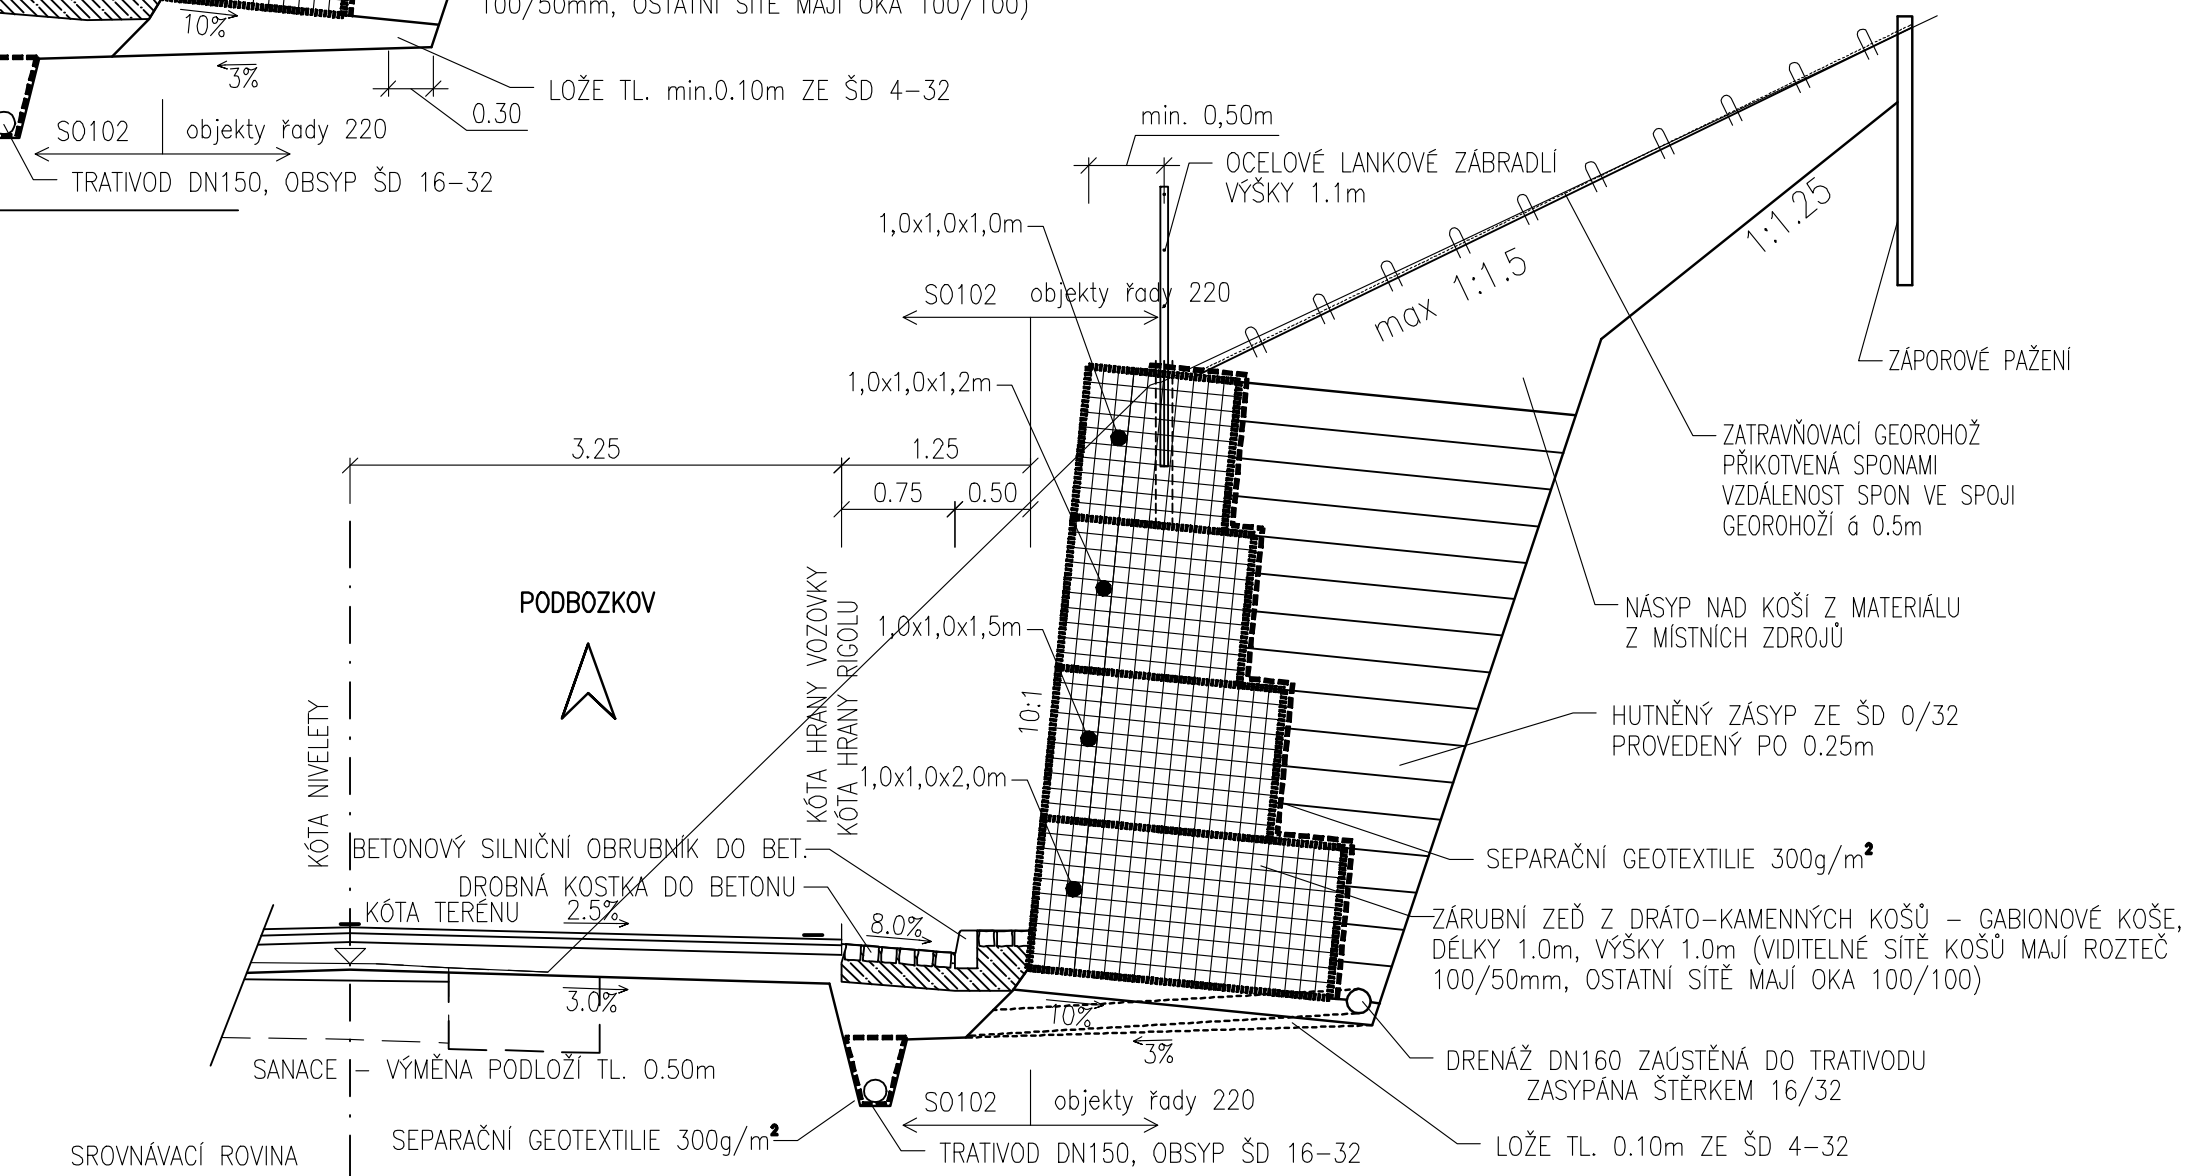 100/50mm, OSTATNÍ SÍTĚ MAJÍ OKA 100/100)
10%
3%
LOŽE TL. min.0.10m ZE ŠD 4-32
0.30
SO102 objekty řady 220
TRATIVOD DN150, OBSYP ŠD 16-32
min. 0,50m
OCELOVÉ LANKOVÉ ZÁBRADLÍ
VÝŠKY 1.1m
1,0x1,0x1,0m
SO102 objekty řady 220
max 1:1.5
1:1.25
ZÁPOROVÉ PAŽENÍ
1,0x1,0x1,2m
ZATRAVŇOVACÍ GEOROHOŽ
PŘIKOTVENÁ SPONAMI
VZDÁLENOST SPON VE SPOJI
GEOROHOŽÍ á 0.5m
3.25
1.25
0.75
0.50
PODBOZKOV
KÓTA NIVELETY
KÓTA HRANY VOZOVKY
KÓTA HRANY RIGOLU
1,0x1,0x1,5m
10:1
NÁSYP NAD KOŠÍ Z MATERIÁLU
Z MÍSTNÍCH ZDROJŮ
HUTNĚNÝ ZÁSYP ZE ŠD 0/32
PROVEDENÝ PO 0.25m
1,0x1,0x2,0m
BETONOVÝ SILNIČNÍ OBRUBNÍK DO BET.
DROBNÁ KOSTKA DO BETONU
SEPARAČNÍ GEOTEXTILIE 300g/m²
KÓTA TERÉNU
2.5%
8.0%
ZÁRUBNÍ ZEĎ Z DRÁTO-KAMENNÝCH KOŠŮ - GABIONOVÉ KOŠE,
DÉLKY 1.0m, VÝŠKY 1.0m (VIDITELNÉ SÍTĚ KOŠŮ MAJÍ ROZTEČ
100/50mm, OSTATNÍ SÍTĚ MAJÍ OKA 100/100)
3.0%
10%
3%
SANACE - VÝMĚNA PODLOŽÍ TL. 0.50m
DRENÁŽ DN160 ZAÚSTĚNÁ DO TRATIVODU
ZASYPÁNA ŠTĚRKEM 16/32
SO102 objekty řady 220
SEPARAČNÍ GEOTEXTILIE 300g/m²
TRATIVOD DN150, OBSYP ŠD 16-32
LOŽE TL. 0.10m ZE ŠD 4-32
SROVNÁVACÍ ROVINA